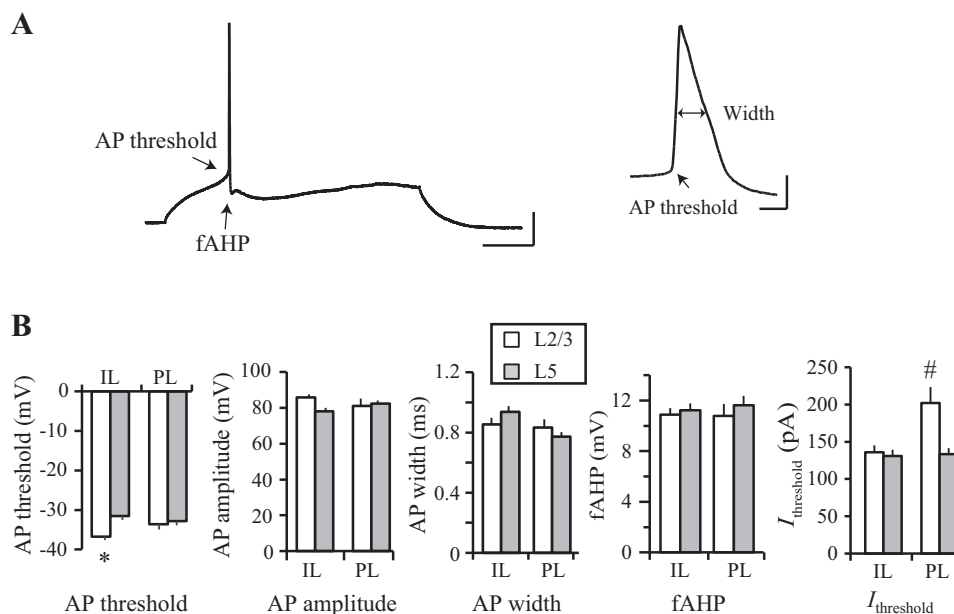 A
AP threshold
fAHP
Width
AP threshold
B
L2/3
L5
AP threshold (mV)
IL PL
0
-10
-20
-30
-40
*
AP threshold
AP amplitude (mV)
100
80
60
40
20
0
IL PL
AP amplitude
AP width (ms)
1.2
0.8
0.4
0
IL PL
AP width
fAHP (mV)
12
8
4
0
IL PL
fAHP
Ithreshold (pA)
250
200
150
100
50
0
#
IL PL
Ithreshold